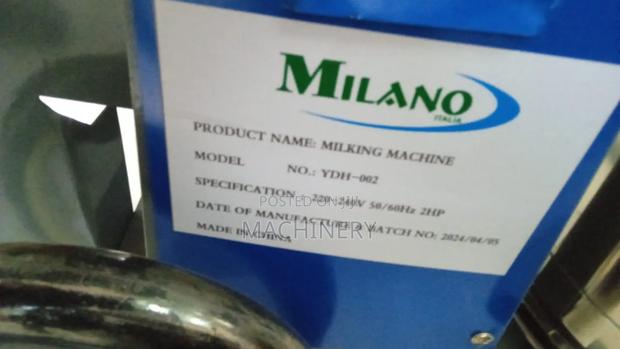 MILANO
ITALIA
PRODUCT NAME: MILKING MACHINE
MODEL NO.: YDH-002
SPECIFICATION 220-240V 50/60Hz 2HP
POSTED ON
DATE OF MANUFACTURE & BATCH NO: 2024/04/05
MACHINERY
MADE IN CHINA